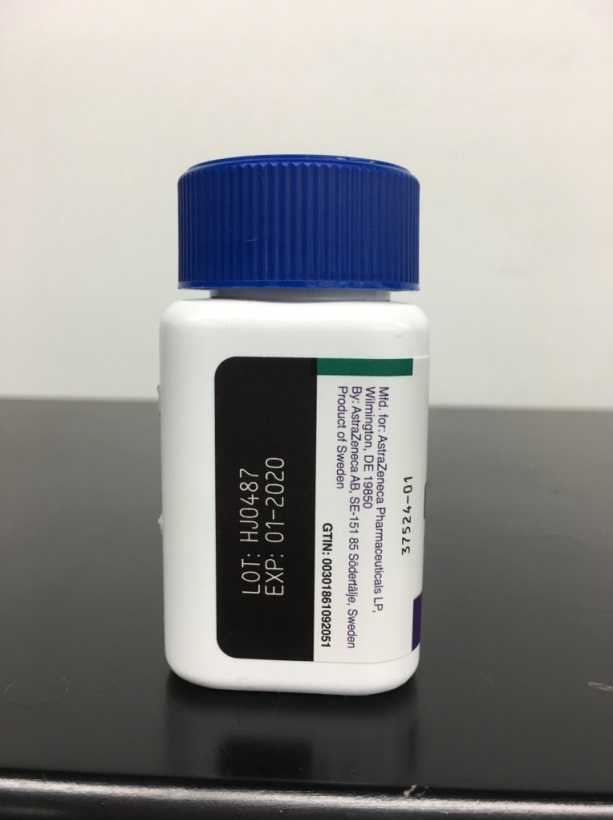 LOT: HJ0487
EXP: 01-2020
Mfd. for: AstraZeneca Pharmaceuticals LP,
Wilmington, DE 19850
By: AstraZeneca AB, SE-151 85 Södertälje, Sweden
Product of Sweden
GTIN: 00301861092051
37524-01